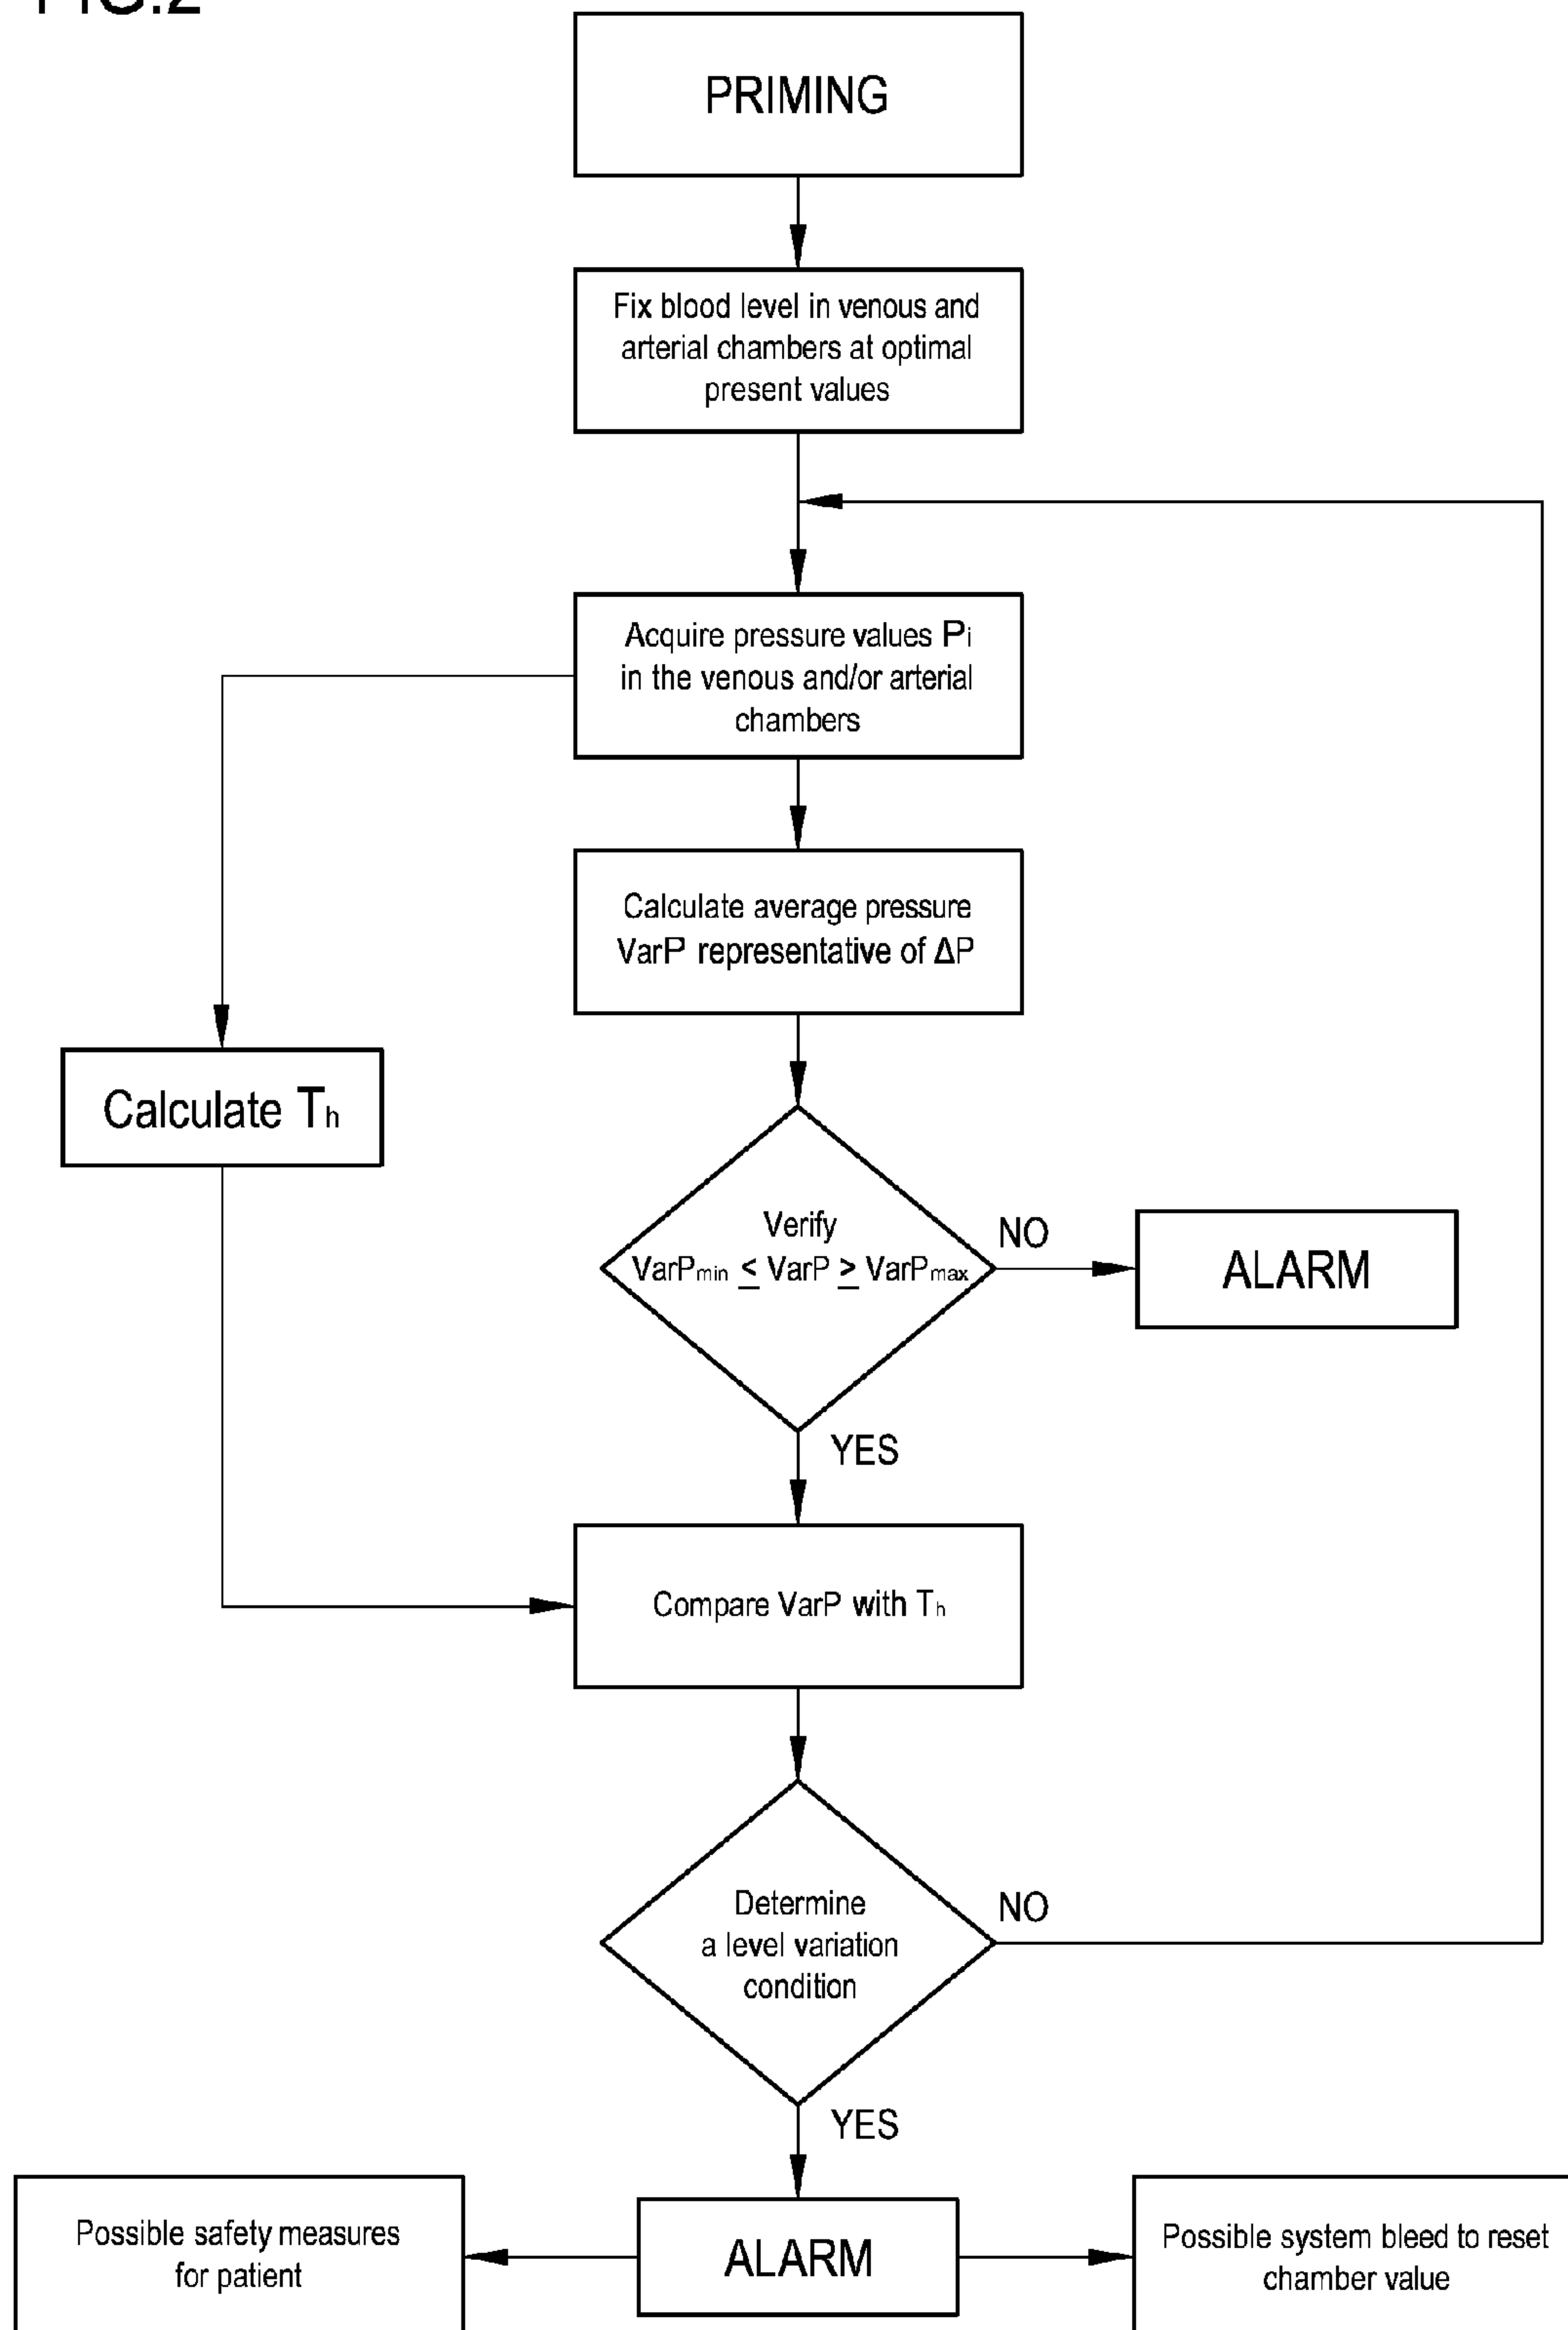 FIG.2
PRIMING
Fix blood level in venous and
arterial chambers at optimal
present values
Acquire pressure values Pi
in the venous and/or arterial
chambers
Calculate average pressure
VarP representative of ΔP
Calculate Th
Verify
VarPmin ≤ VarP ≥ VarPmax
NO
ALARM
YES
Compare VarP with Th
Determine
a level variation
condition
NO
YES
Possible safety measures
for patient
ALARM
Possible system bleed to reset
chamber value